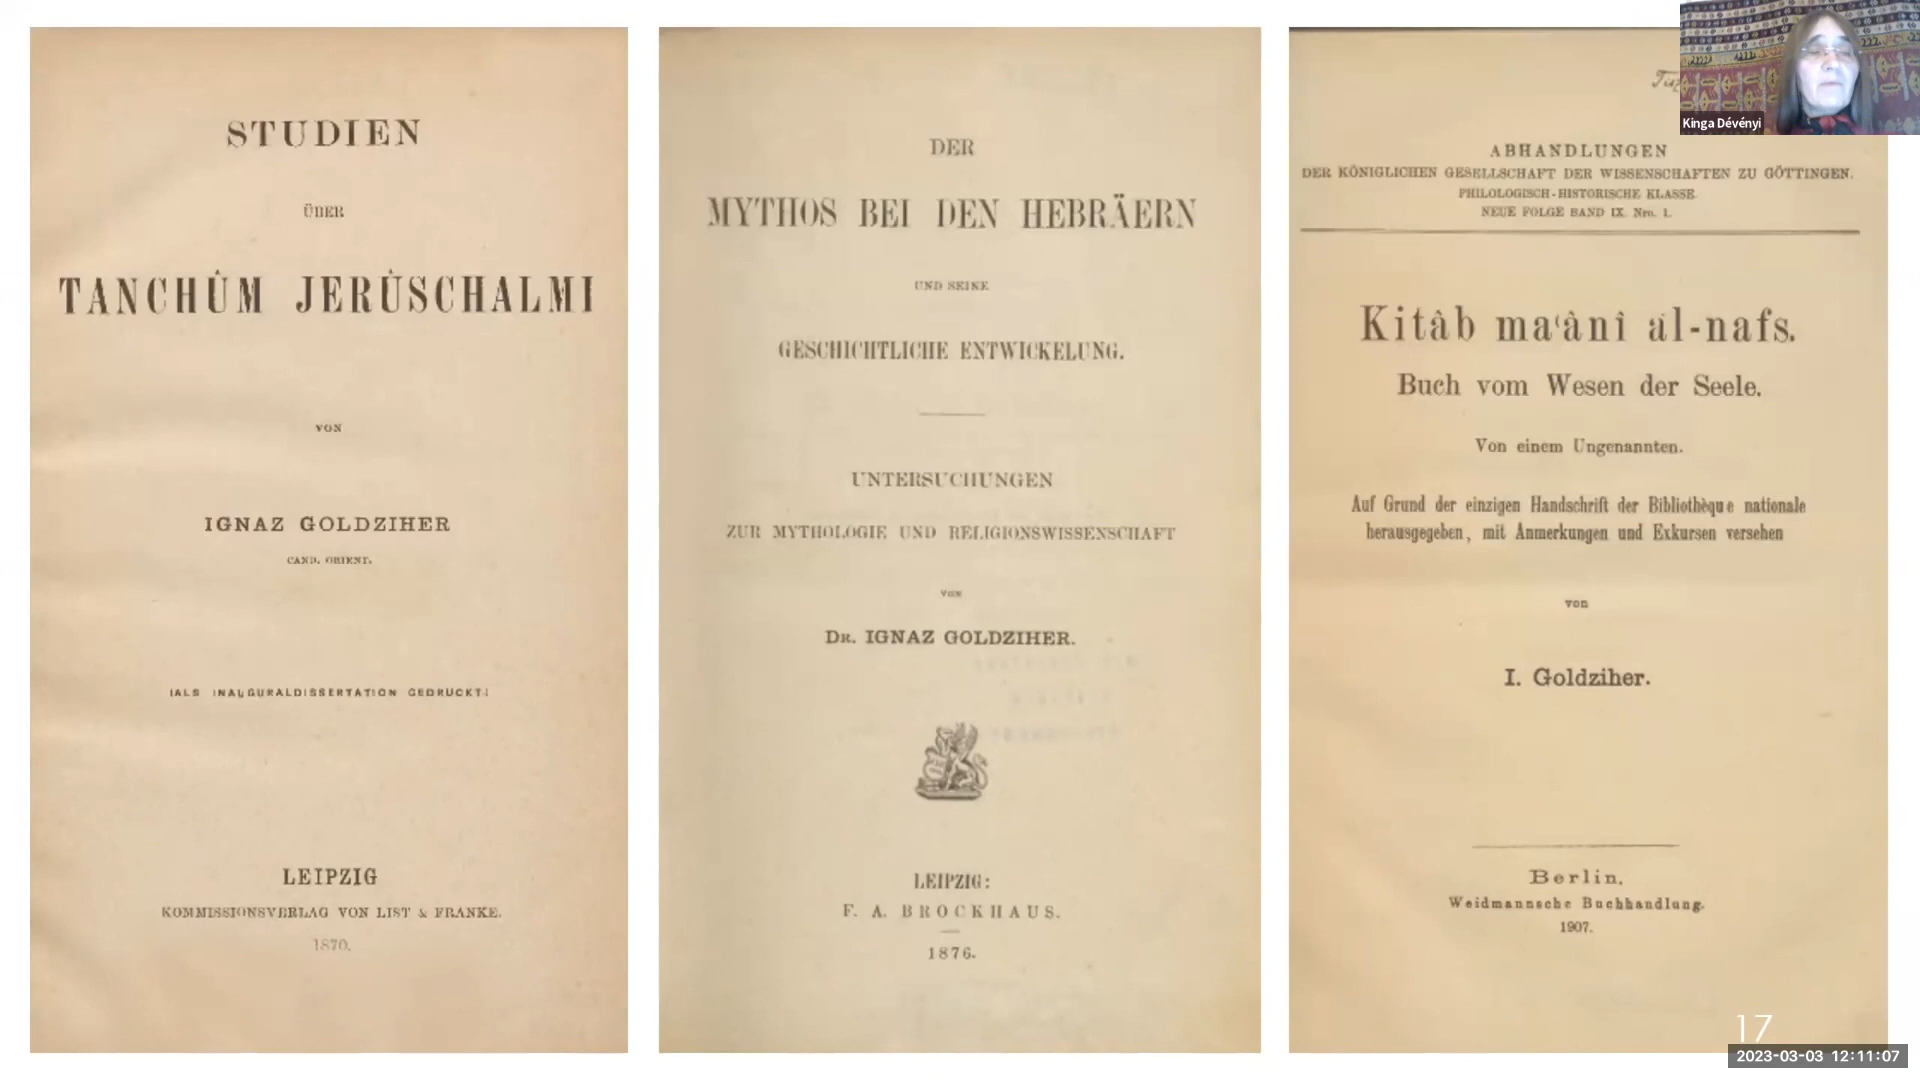 STUDIEN
ÜBER
TANCHÛM JERÛSCHALMI
VON
IGNAZ GOLDZIHER
CAND. ORIENT.
(ALS INAUGURALDISSERTATION GEDRUCKT.)
LEIPZIG
KOMMISSIONSVERLAG VON LIST & FRANKE.
1870.
DER
MYTHOS BEI DEN HEBRÄERN
UND SEINE
GESCHICHTLICHE ENTWICKELUNG.
UNTERSUCHUNGEN
ZUR MYTHOLOGIE UND RELIGIONSWISSENSCHAFT
VON
DR. IGNAZ GOLDZIHER.
LEIPZIG:
F. A. BROCKHAUS.
1876.
ABHANDLUNGEN
DER KÖNIGLICHEN GESELLSCHAFT DER WISSENSCHAFTEN ZU GÖTTINGEN.
PHILOLOGISCH-HISTORISCHE KLASSE.
NEUE FOLGE BAND IX. Nro. 1.
Kitâb ma‘ânî al-nafs.
Buch vom Wesen der Seele.
Von einem Ungenannten.
Auf Grund der einzigen Handschrift der Bibliothèque nationale
herausgegeben, mit Anmerkungen und Exkursen versehen
von
I. Goldziher.
Berlin,
Weidmannsche Buchhandlung.
1907.
Kinga Dévényi
17
2023-03-03 12:11:07